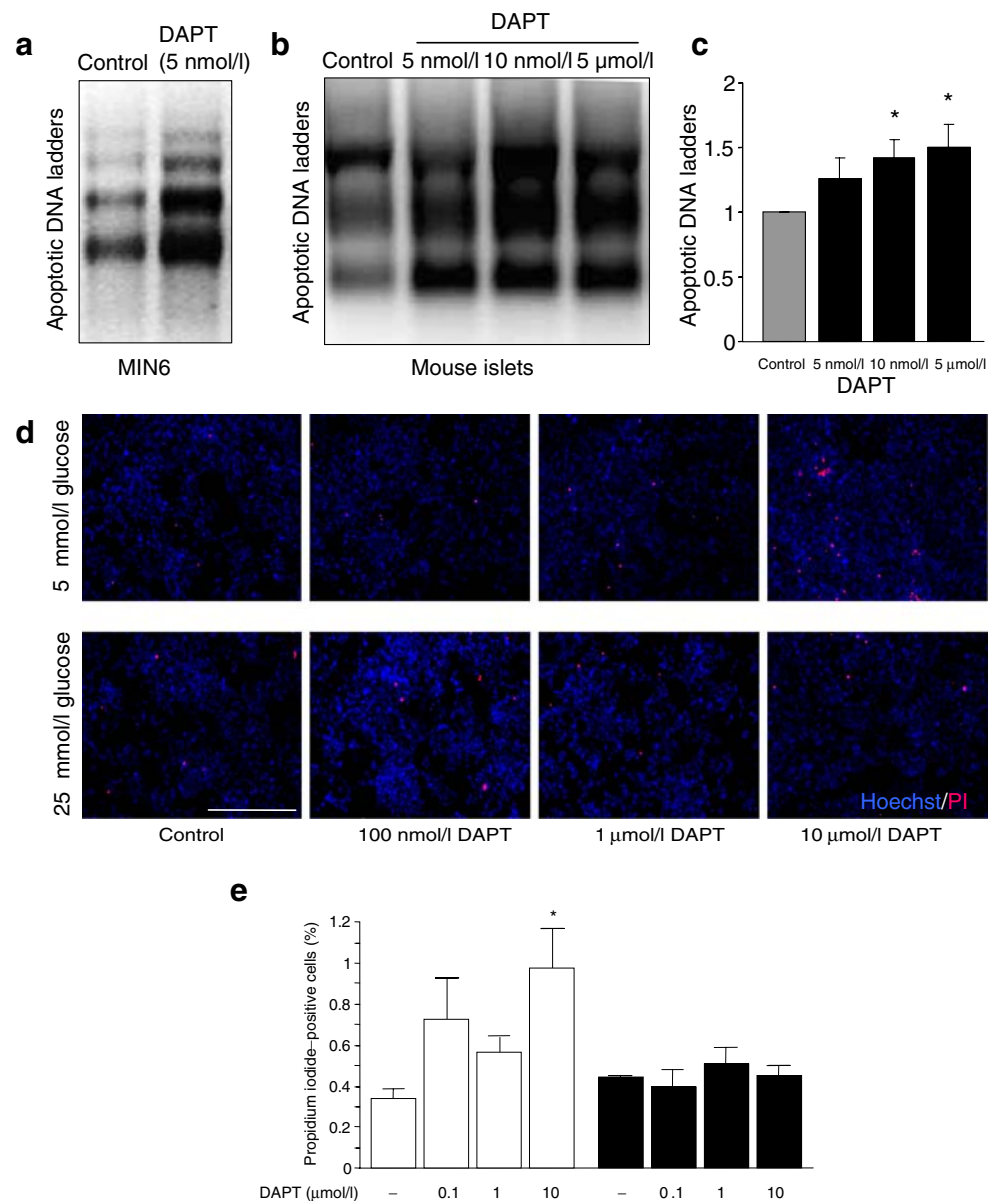 a
Control
DAPT
(5 nmol/l)
Apoptotic DNA ladders
MIN6
b
DAPT
Control 5 nmol/l 10 nmol/l 5 µmol/l
Apoptotic DNA ladders
Mouse islets
c
Apoptotic DNA ladders
2
1.5
1
0.5
0
* *
Control 5 nmol/l 10 nmol/l 5 µmol/l
DAPT
d
5 mmol/l glucose
25 mmol/l glucose
Hoechst/PI
Control 100 nmol/l DAPT 1 µmol/l DAPT 10 µmol/l DAPT
e
Propidium iodide–positive cells (%)
1.2
1
0.8
0.6
0.4
0.2
0
*
DAPT (µmol/l) – 0.1 1 10 – 0.1 1 10